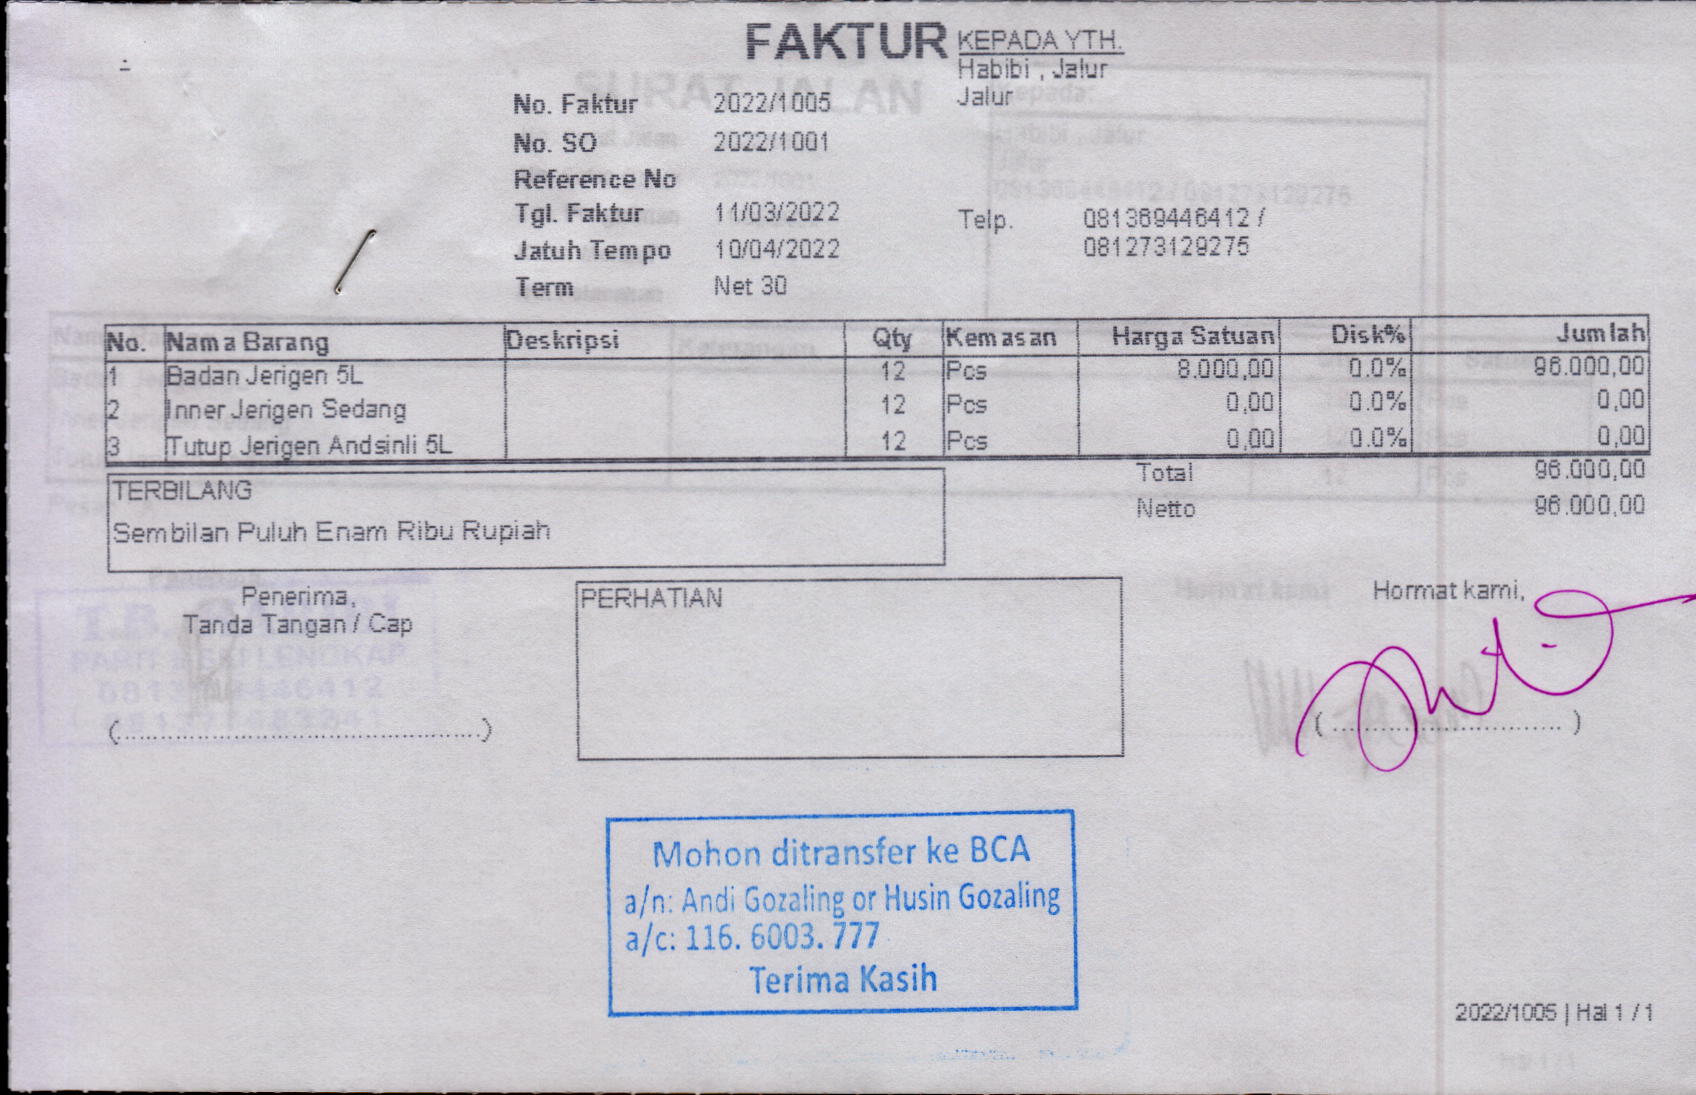 FAKTUR
KEPADA YTH.
Habibi , Jalur
Jalur
No. Faktur 2022/1005
No. SO 2022/1001
Reference No
Tgl. Faktur 11/03/2022
Jatuh Tempo 10/04/2022
Term Net 30
Telp. 081369446412 /
081273129275
No. Nama Barang Deskripsi Qty Kemasan Harga Satuan Disk% Jumlah
1 Badan Jerigen 5L 12 Pcs 8.000,00 0.0% 96.000,00
2 Inner Jerigen Sedang 12 Pcs 0,00 0.0% 0,00
3 Tutup Jerigen Andsinli 5L 12 Pcs 0,00 0.0% 0,00
Total 96.000,00
Netto 96.000,00
TERBILANG
Sembilan Puluh Enam Ribu Rupiah
Penerima,
Tanda Tangan / Cap
(...............................................)
PERHATIAN
Hormat kami,
( ............................... )
Mohon ditransfer ke BCA
a/n: Andi Gozaling or Husin Gozaling
a/c: 116. 6003. 777
Terima Kasih
2022/1005 | Hal 1 / 1